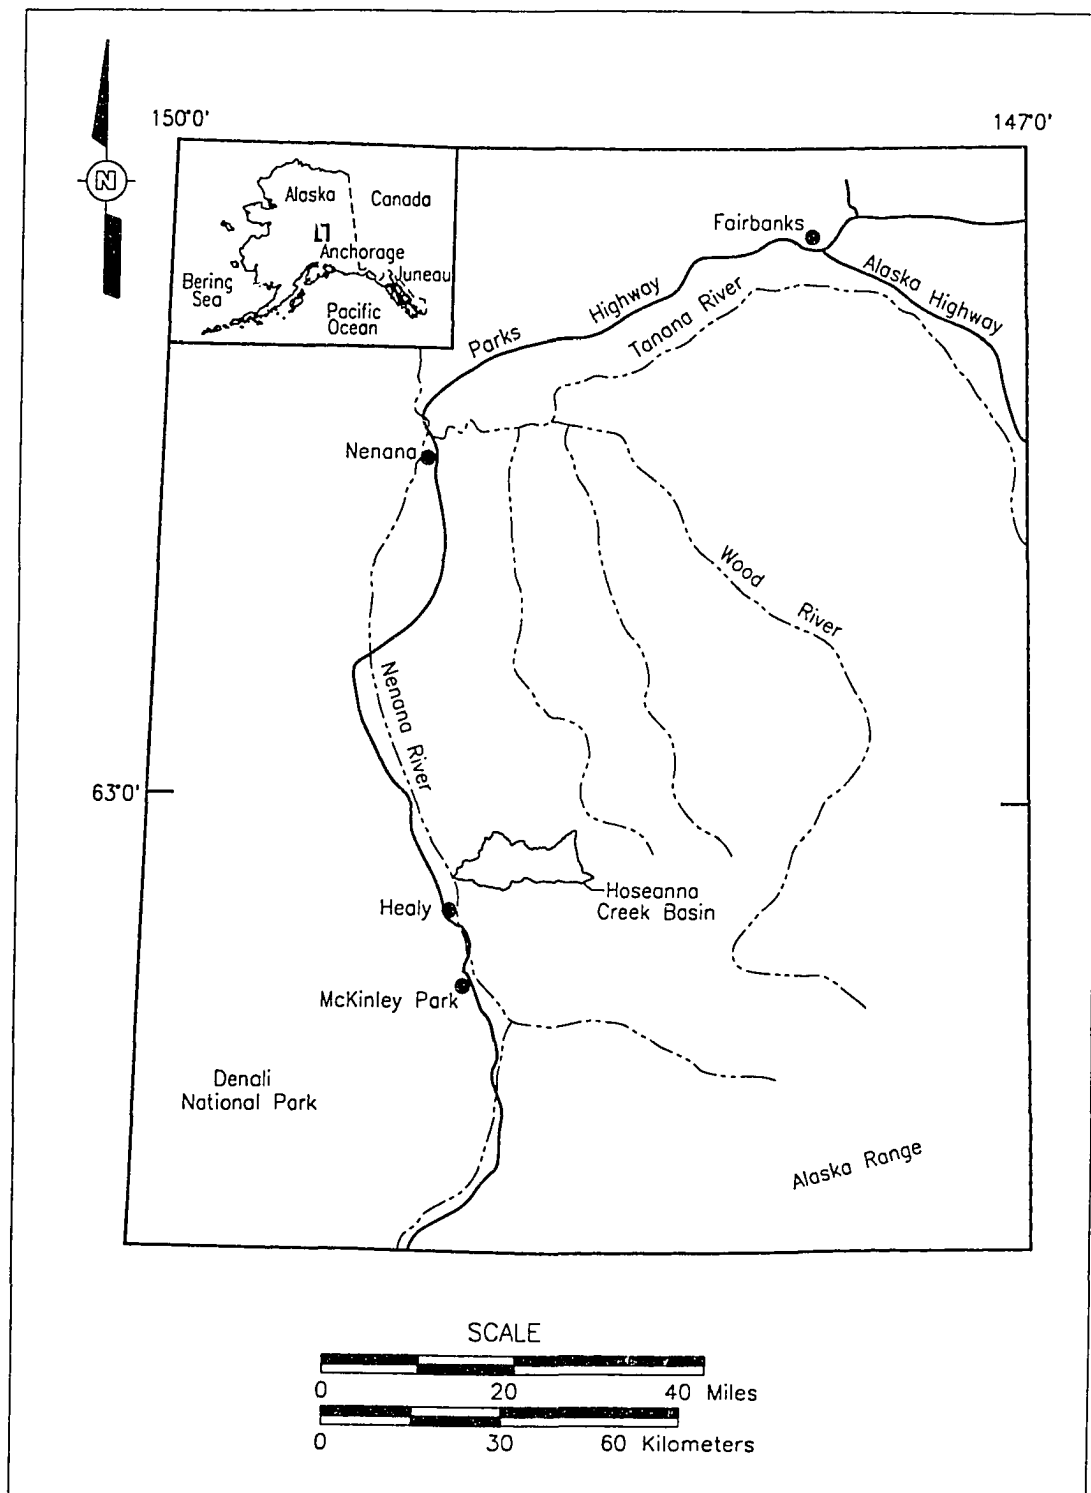 150°0'
147°0'
N
Alaska
Canada
Anchorage
Juneau
Bering
Sea
Pacific
Ocean
Fairbanks
Alaska Highway
Parks Highway
Tanana River
Nenana
Wood River
Nenana River
63°0'
Hoseanna
Creek Basin
Healy
McKinley Park
Denali
National Park
Alaska Range
SCALE
0 20 40 Miles
0 30 60 Kilometers